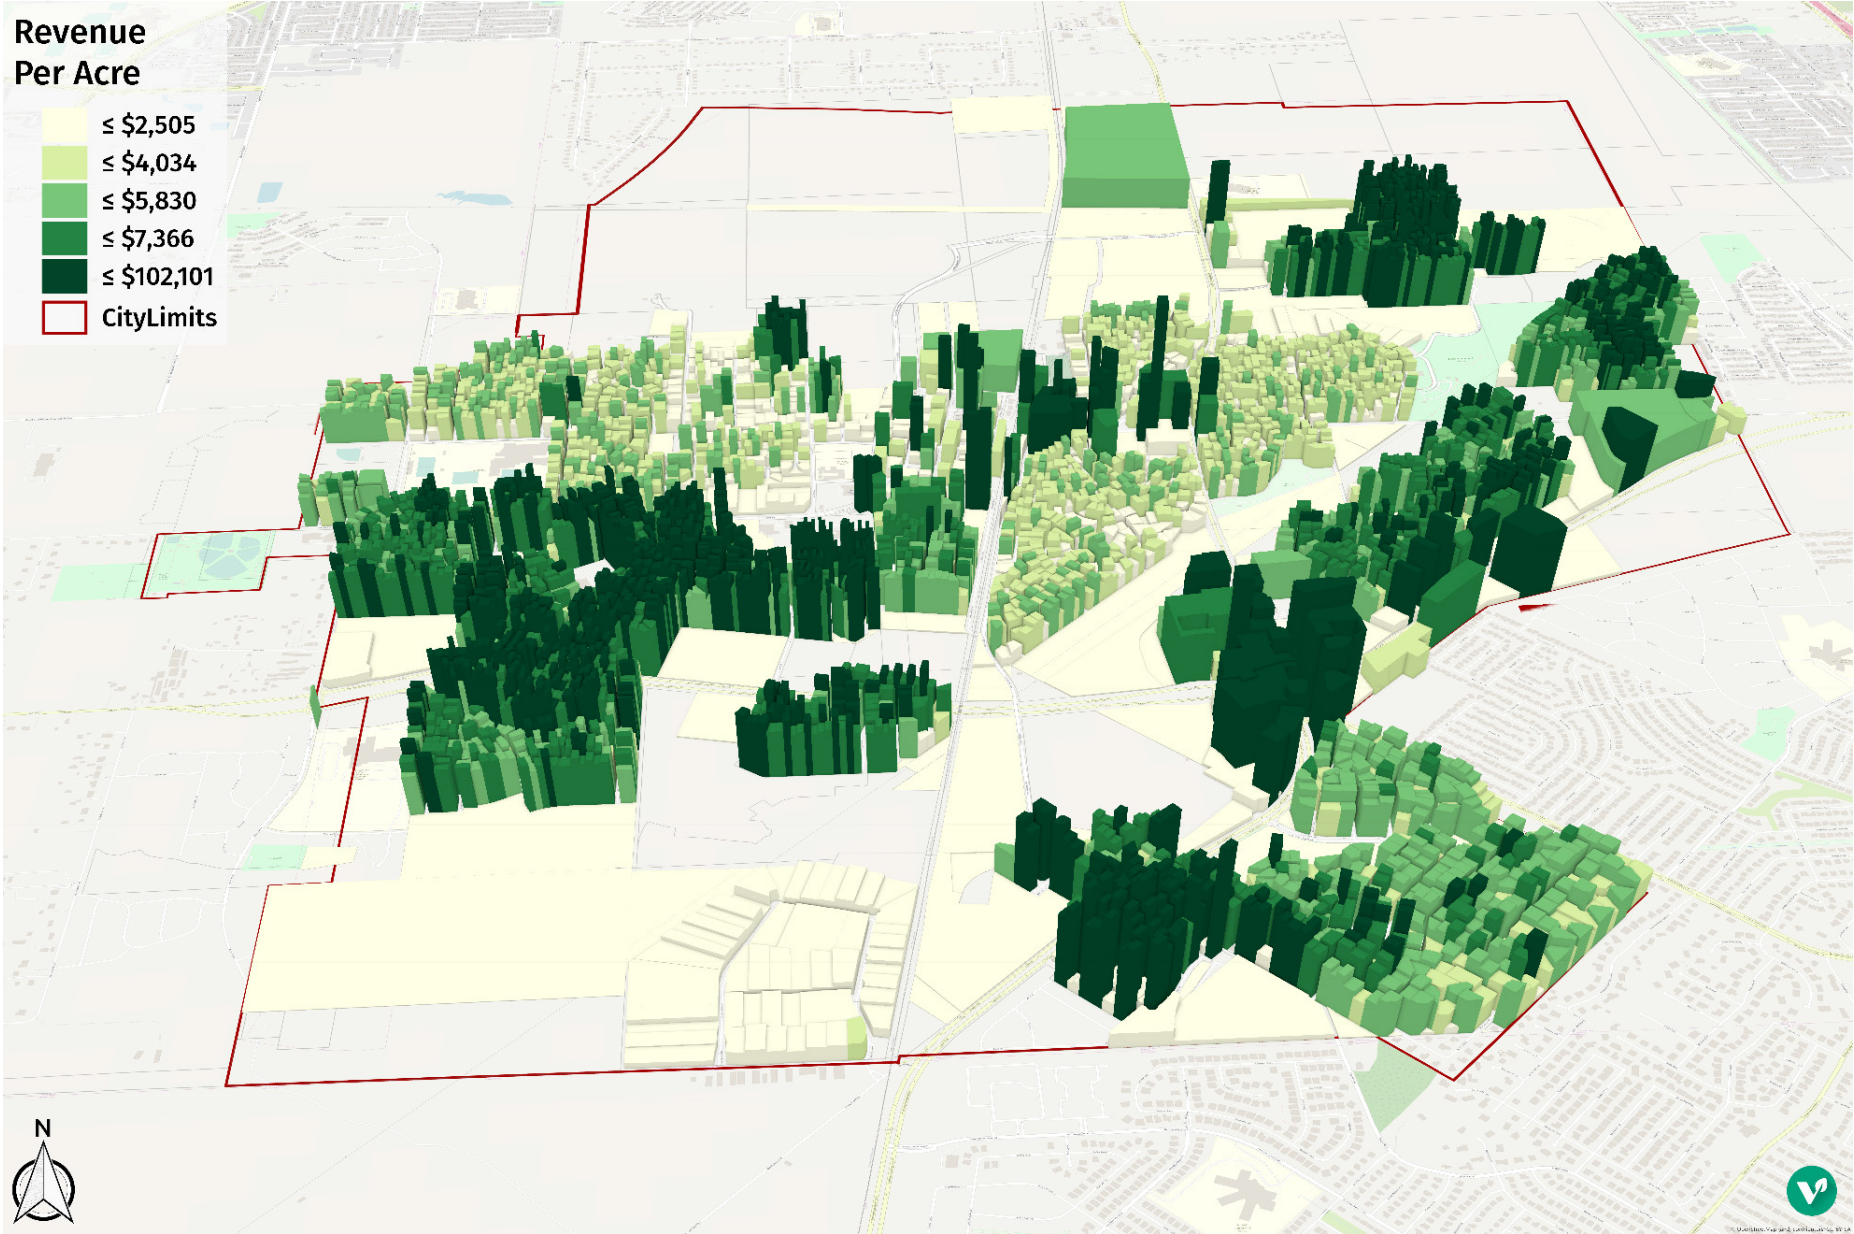 Revenue
Per Acre
≤ $2,505
≤ $4,034
≤ $5,830
≤ $7,366
≤ $102,101
CityLimits
N